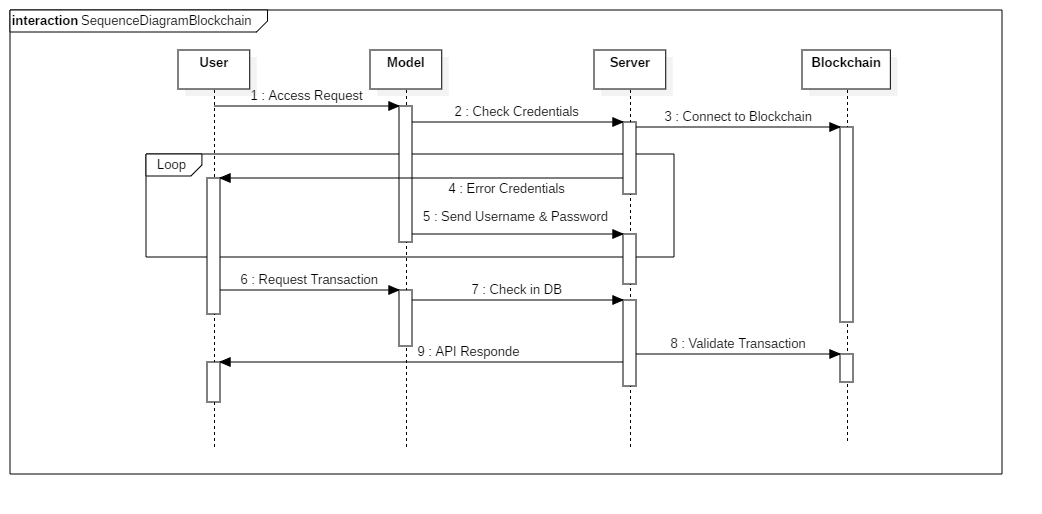 interaction SequenceDiagramBlockchain
User
Model
Server
Blockchain
1 : Access Request
2 : Check Credentials
3 : Connect to Blockchain
Loop
4 : Error Credentials
5 : Send Username & Password
6 : Request Transaction
7 : Check in DB
8 : Validate Transaction
9 : API Responde